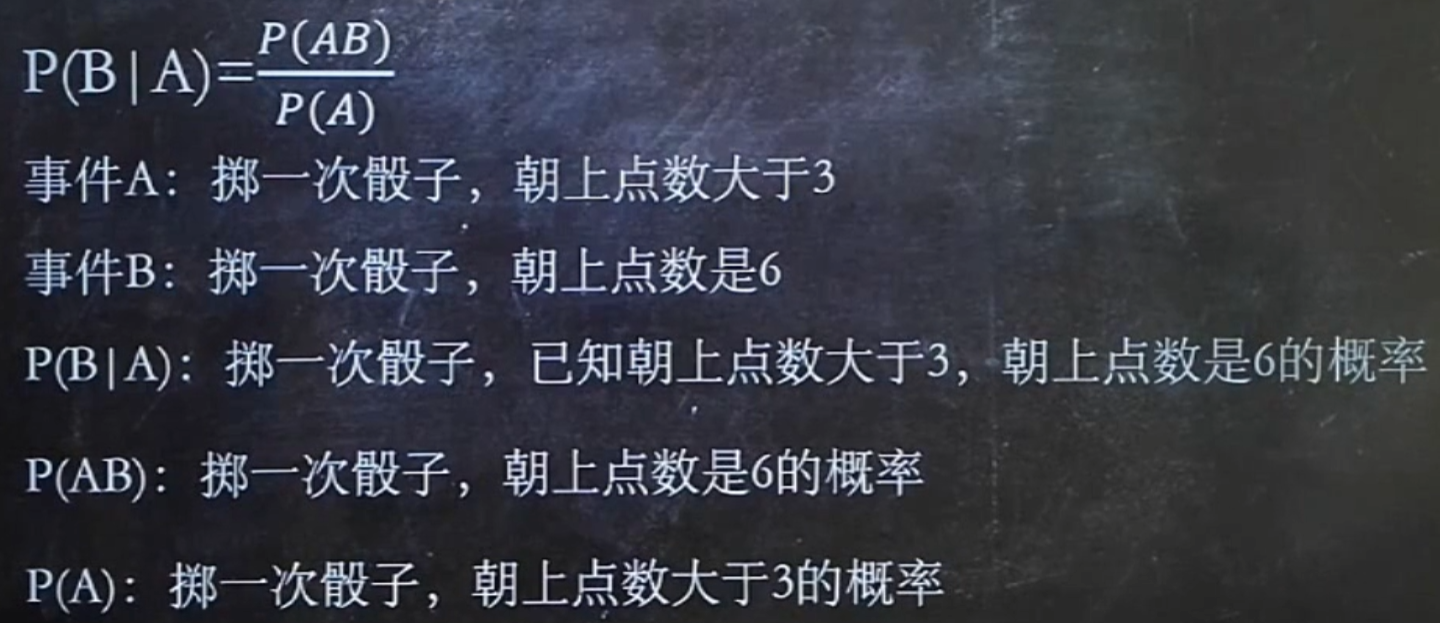 P(B|A)=P(AB)/P(A)
事件A：掷一次骰子，朝上点数大于3
事件B：掷一次骰子，朝上点数是6
P(B|A)：掷一次骰子，已知朝上点数大于3，朝上点数是6的概率
P(AB)：掷一次骰子，朝上点数是6的概率
P(A)：掷一次骰子，朝上点数大于3的概率